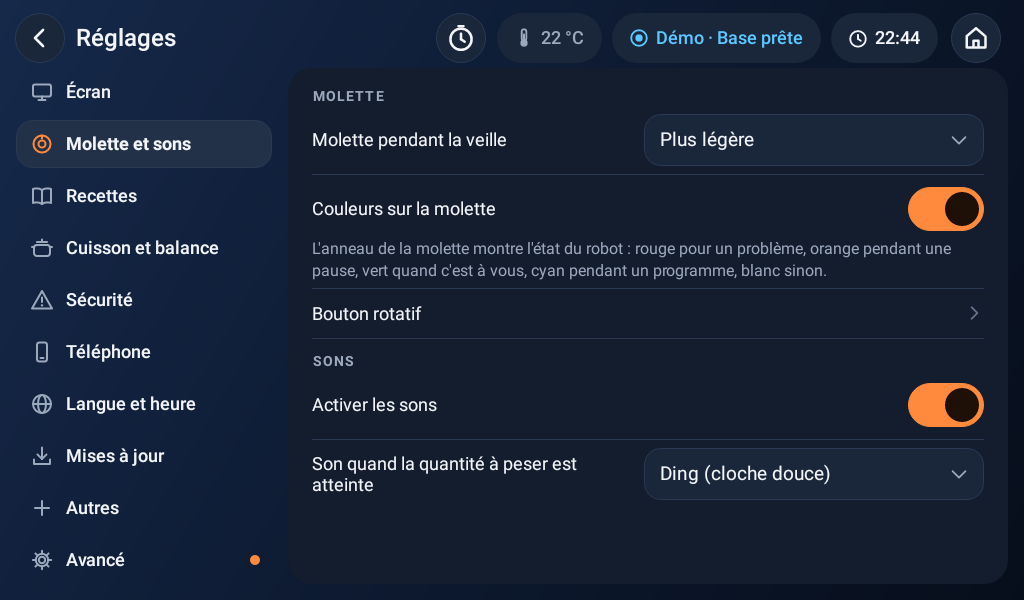 Réglages
22 °C
Démo · Base prête
22:44
Écran
Molette et sons
Recettes
Cuisson et balance
Sécurité
Téléphone
Langue et heure
Mises à jour
Autres
Avancé
MOLETTE
Molette pendant la veille
Plus légère
Couleurs sur la molette
L'anneau de la molette montre l'état du robot : rouge pour un problème, orange pendant une
pause, vert quand c'est à vous, cyan pendant un programme, blanc sinon.
Bouton rotatif
SONS
Activer les sons
Son quand la quantité à peser est
atteinte
Ding (cloche douce)